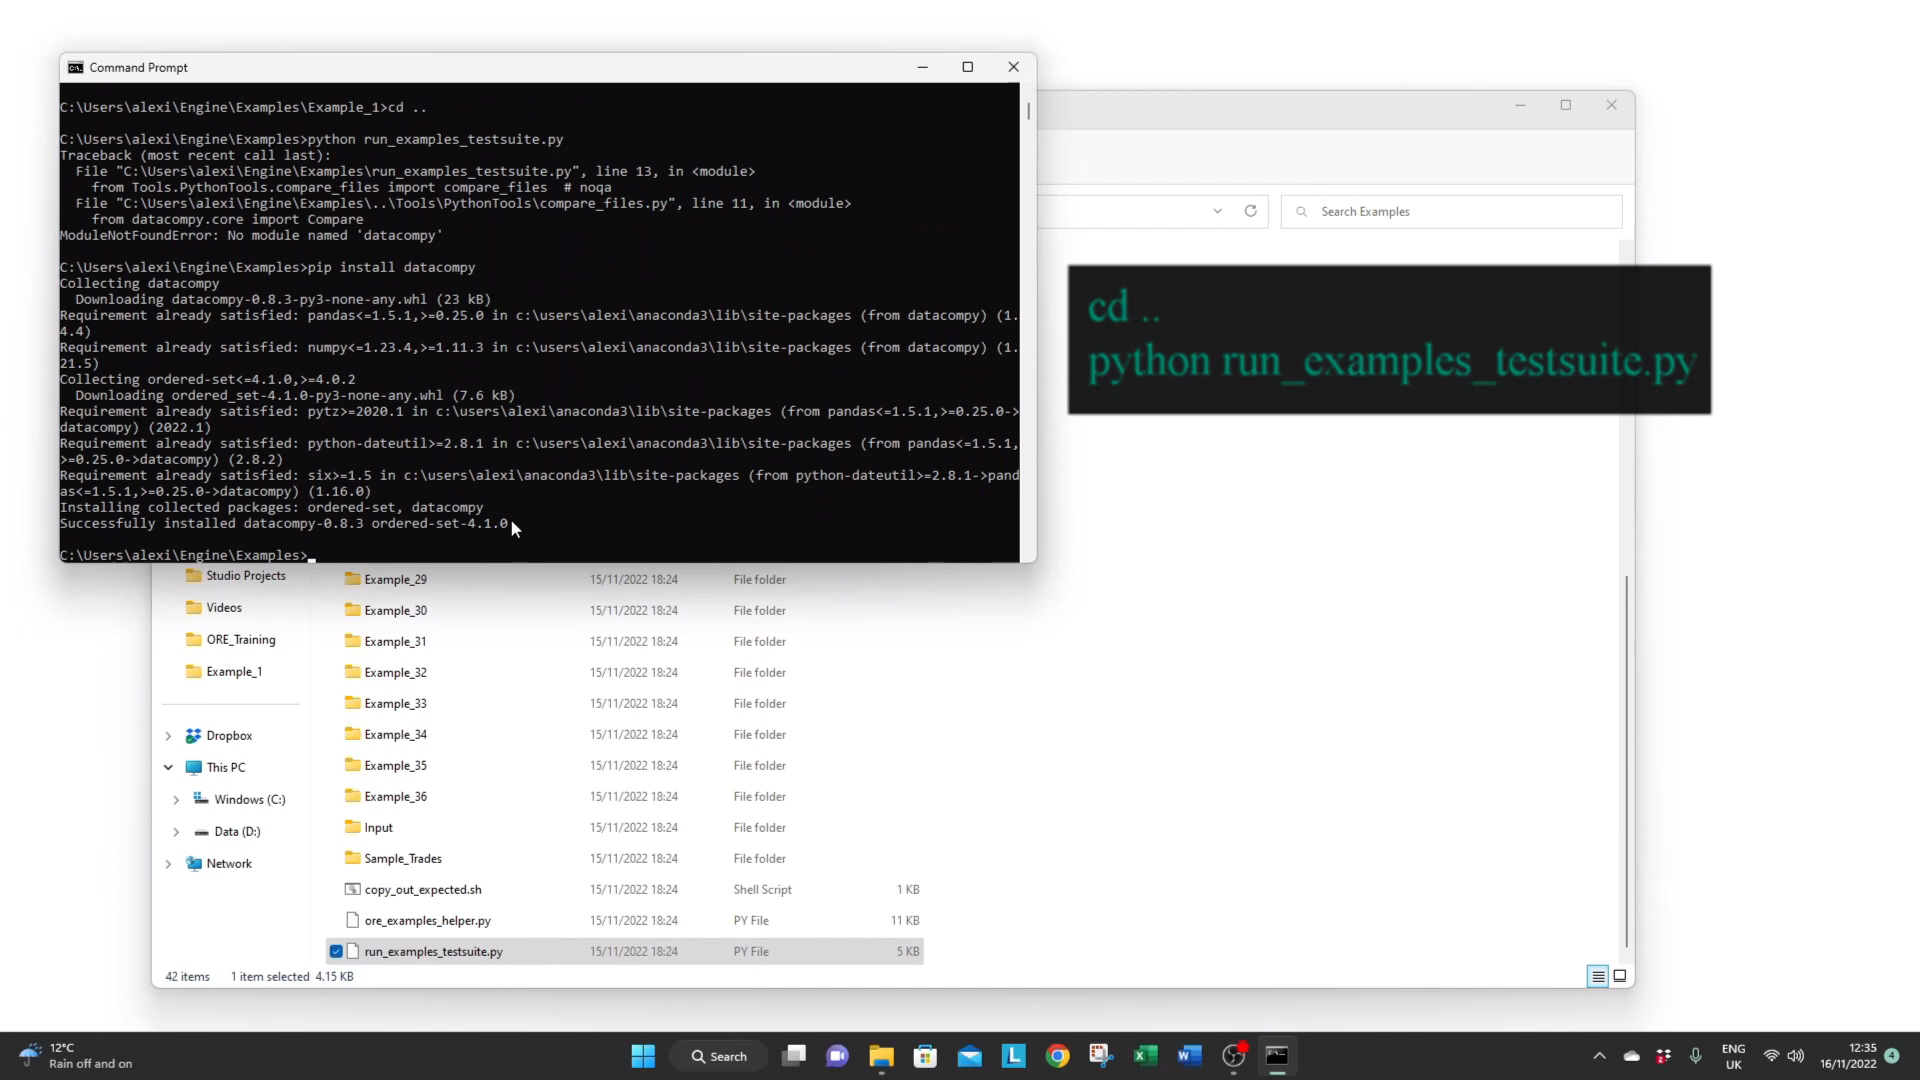 Command Prompt
C:\Users\alexi\Engine\Examples\Example_1>cd ..
C:\Users\alexi\Engine\Examples>python run_examples_testsuite.py
Traceback (most recent call last):
File "C:\Users\alexi\Engine\Examples\run_examples_testsuite.py", line 13, in <module>
from Tools.PythonTools.compare_files import compare_files  # noqa
File "C:\Users\alexi\Engine\Examples\..\Tools\PythonTools\compare_files.py", line 11, in <module>
from datacompy.core import Compare
ModuleNotFoundError: No module named 'datacompy'
C:\Users\alexi\Engine\Examples>pip install datacompy
Collecting datacompy
Downloading datacompy-0.8.3-py3-none-any.whl (23 kB)
Requirement already satisfied: pandas<=1.5.1,>=0.25.0 in c:\users\alexi\anaconda3\lib\site-packages (from datacompy) (1.
4.4)
Requirement already satisfied: numpy<=1.23.4,>=1.11.3 in c:\users\alexi\anaconda3\lib\site-packages (from datacompy) (1.
21.5)
Collecting ordered-set<=4.1.0,>=4.0.2
Downloading ordered_set-4.1.0-py3-none-any.whl (7.6 kB)
Requirement already satisfied: pytz>=2020.1 in c:\users\alexi\anaconda3\lib\site-packages (from pandas<=1.5.1,>=0.25.0->
datacompy) (2022.1)
Requirement already satisfied: python-dateutil>=2.8.1 in c:\users\alexi\anaconda3\lib\site-packages (from pandas<=1.5.1,
>=0.25.0->datacompy) (2.8.2)
Requirement already satisfied: six>=1.5 in c:\users\alexi\anaconda3\lib\site-packages (from python-dateutil>=2.8.1->pand
as<=1.5.1,>=0.25.0->datacompy) (1.16.0)
Installing collected packages: ordered-set, datacompy
Successfully installed datacompy-0.8.3 ordered-set-4.1.0
C:\Users\alexi\Engine\Examples>
Search Examples
cd ..
python run_examples_testsuite.py
Studio Projects
Videos
ORE_Training
Example_1
Dropbox
This PC
Windows (C:)
Data (D:)
Network
Example_29 15/11/2022 18:24 File folder
Example_30 15/11/2022 18:24 File folder
Example_31 15/11/2022 18:24 File folder
Example_32 15/11/2022 18:24 File folder
Example_33 15/11/2022 18:24 File folder
Example_34 15/11/2022 18:24 File folder
Example_35 15/11/2022 18:24 File folder
Example_36 15/11/2022 18:24 File folder
Input 15/11/2022 18:24 File folder
Sample_Trades 15/11/2022 18:24 File folder
copy_out_expected.sh 15/11/2022 18:24 Shell Script 1 KB
ore_examples_helper.py 15/11/2022 18:24 PY File 11 KB
run_examples_testsuite.py 15/11/2022 18:24 PY File 5 KB
42 items 1 item selected 4.15 KB
12°C
Rain off and on
Search
ENG
UK
12:35
16/11/2022
4